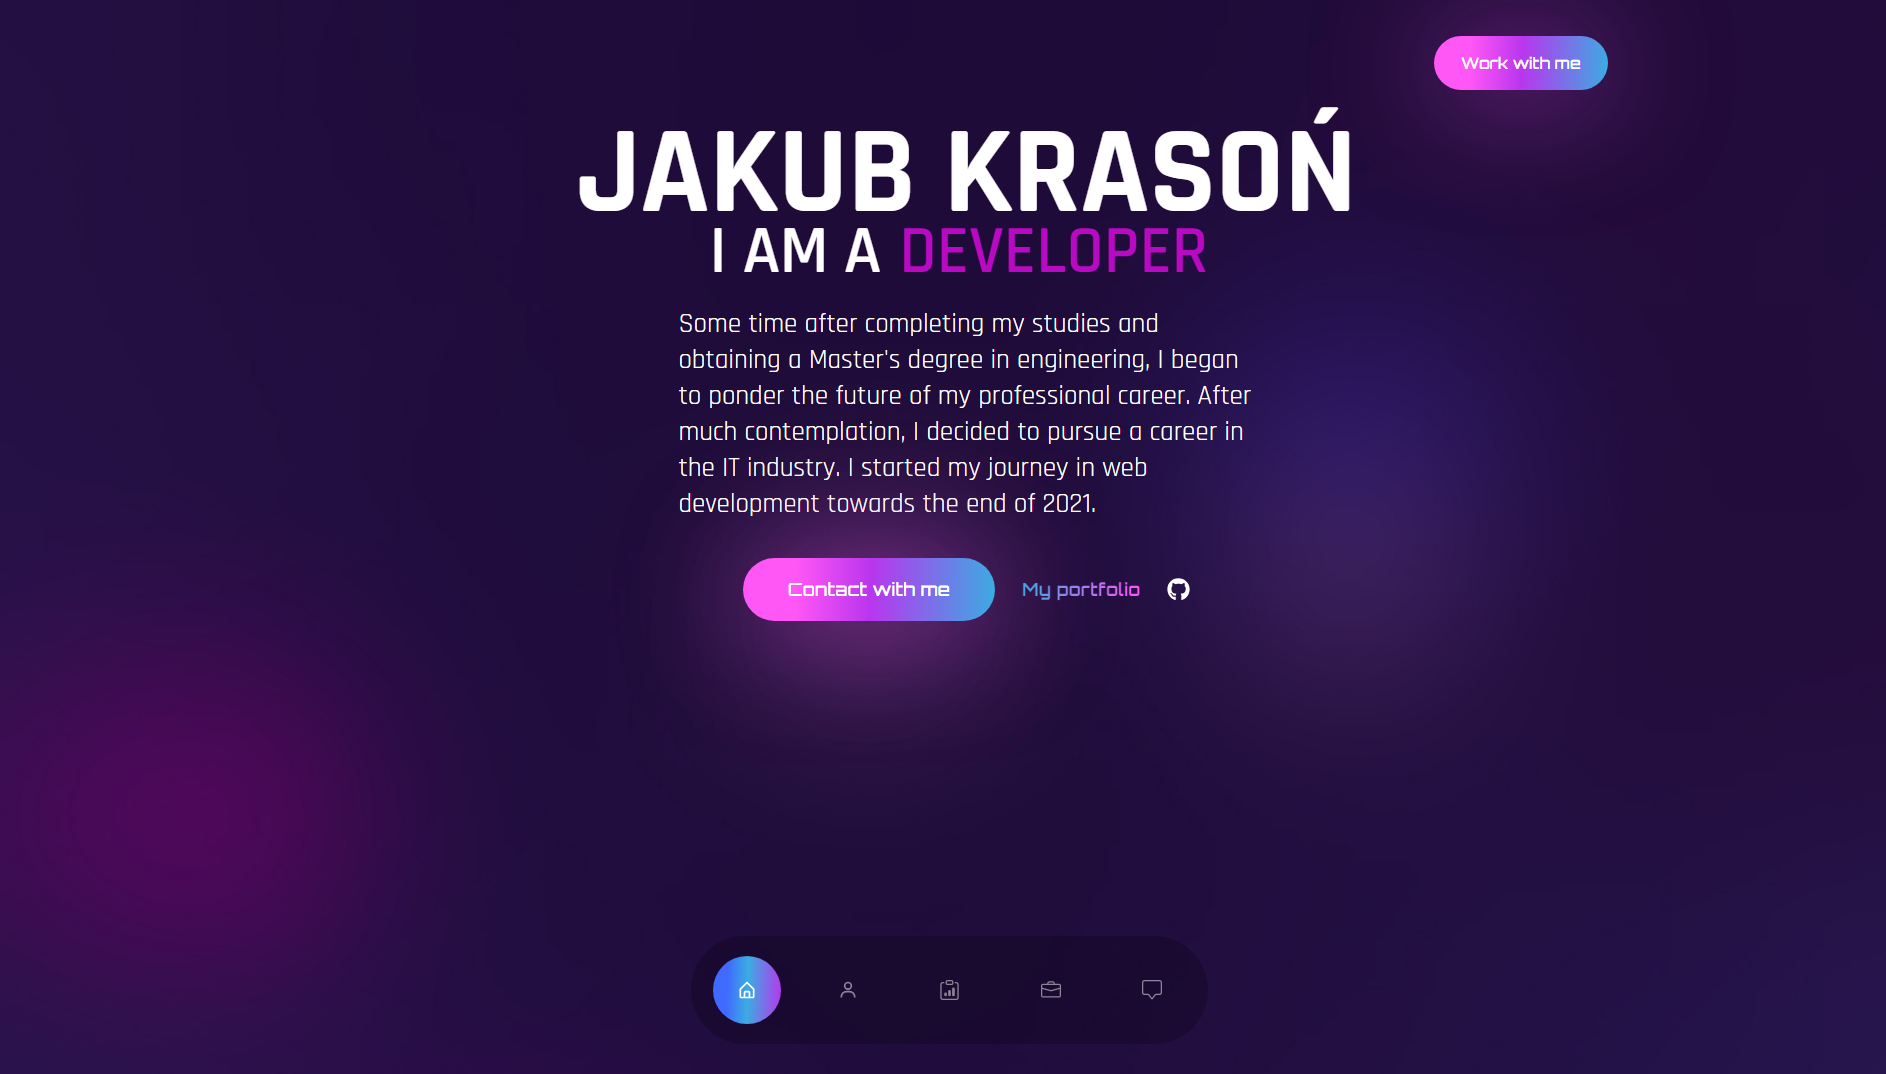 Work with me
JAKUB KRASOŃ
I AM A DEVELOPER
Some time after completing my studies and
obtaining a Master's degree in engineering, I began
to ponder the future of my professional career. After
much contemplation, I decided to pursue a career in
the IT industry. I started my journey in web
development towards the end of 2021.
Contact with me
My portfolio